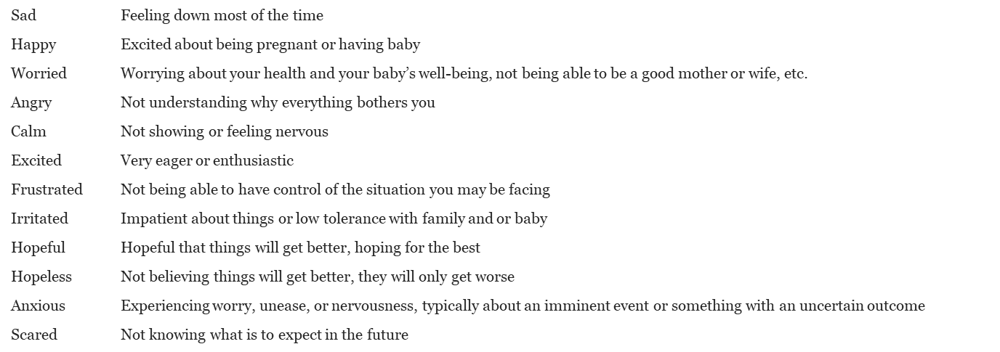 Sad Feeling down most of the time
Happy Excited about being pregnant or having baby
Worried Worrying about your health and your baby’s well-being, not being able to be a good mother or wife, etc.
Angry Not understanding why everything bothers you
Calm Not showing or feeling nervous
Excited Very eager or enthusiastic
Frustrated Not being able to have control of the situation you may be facing
Irritated Impatient about things or low tolerance with family and or baby
Hopeful Hopeful that things will get better, hoping for the best
Hopeless Not believing things will get better, they will only get worse
Anxious Experiencing worry, unease, or nervousness, typically about an imminent event or something with an uncertain outcome
Scared Not knowing what is to expect in the future